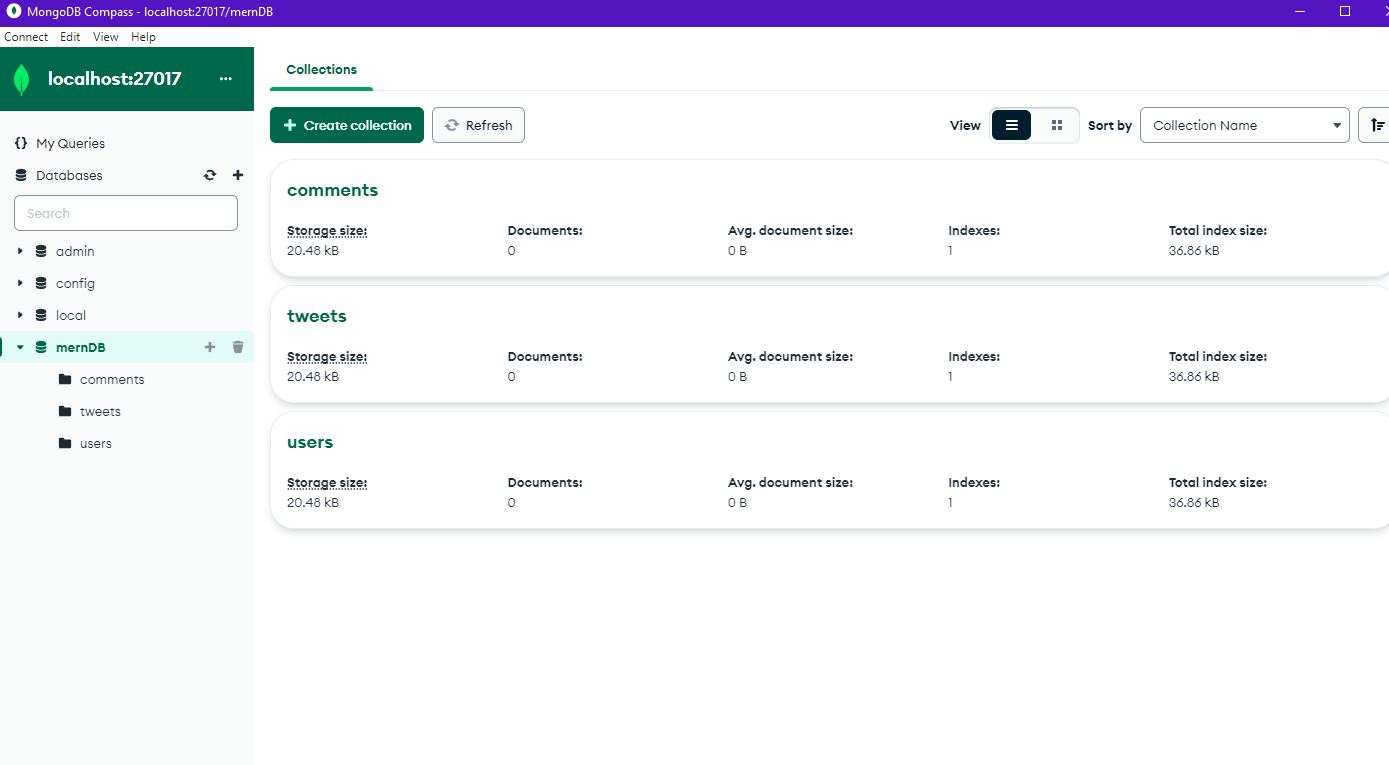 MongoDB Compass - localhost:27017/mernDB
Connect Edit View Help
localhost:27017 ...
Collections
Create collection Refresh View Sort by Collection Name
{} My Queries
Databases
Search
admin
config
local
mernDB
comments
tweets
users
comments
Storage size: Documents: Avg. document size: Indexes: Total index size:
20.48 kB 0 0 B 1 36.86 kB
tweets
Storage size: Documents: Avg. document size: Indexes: Total index size:
20.48 kB 0 0 B 1 36.86 kB
users
Storage size: Documents: Avg. document size: Indexes: Total index size:
20.48 kB 0 0 B 1 36.86 kB